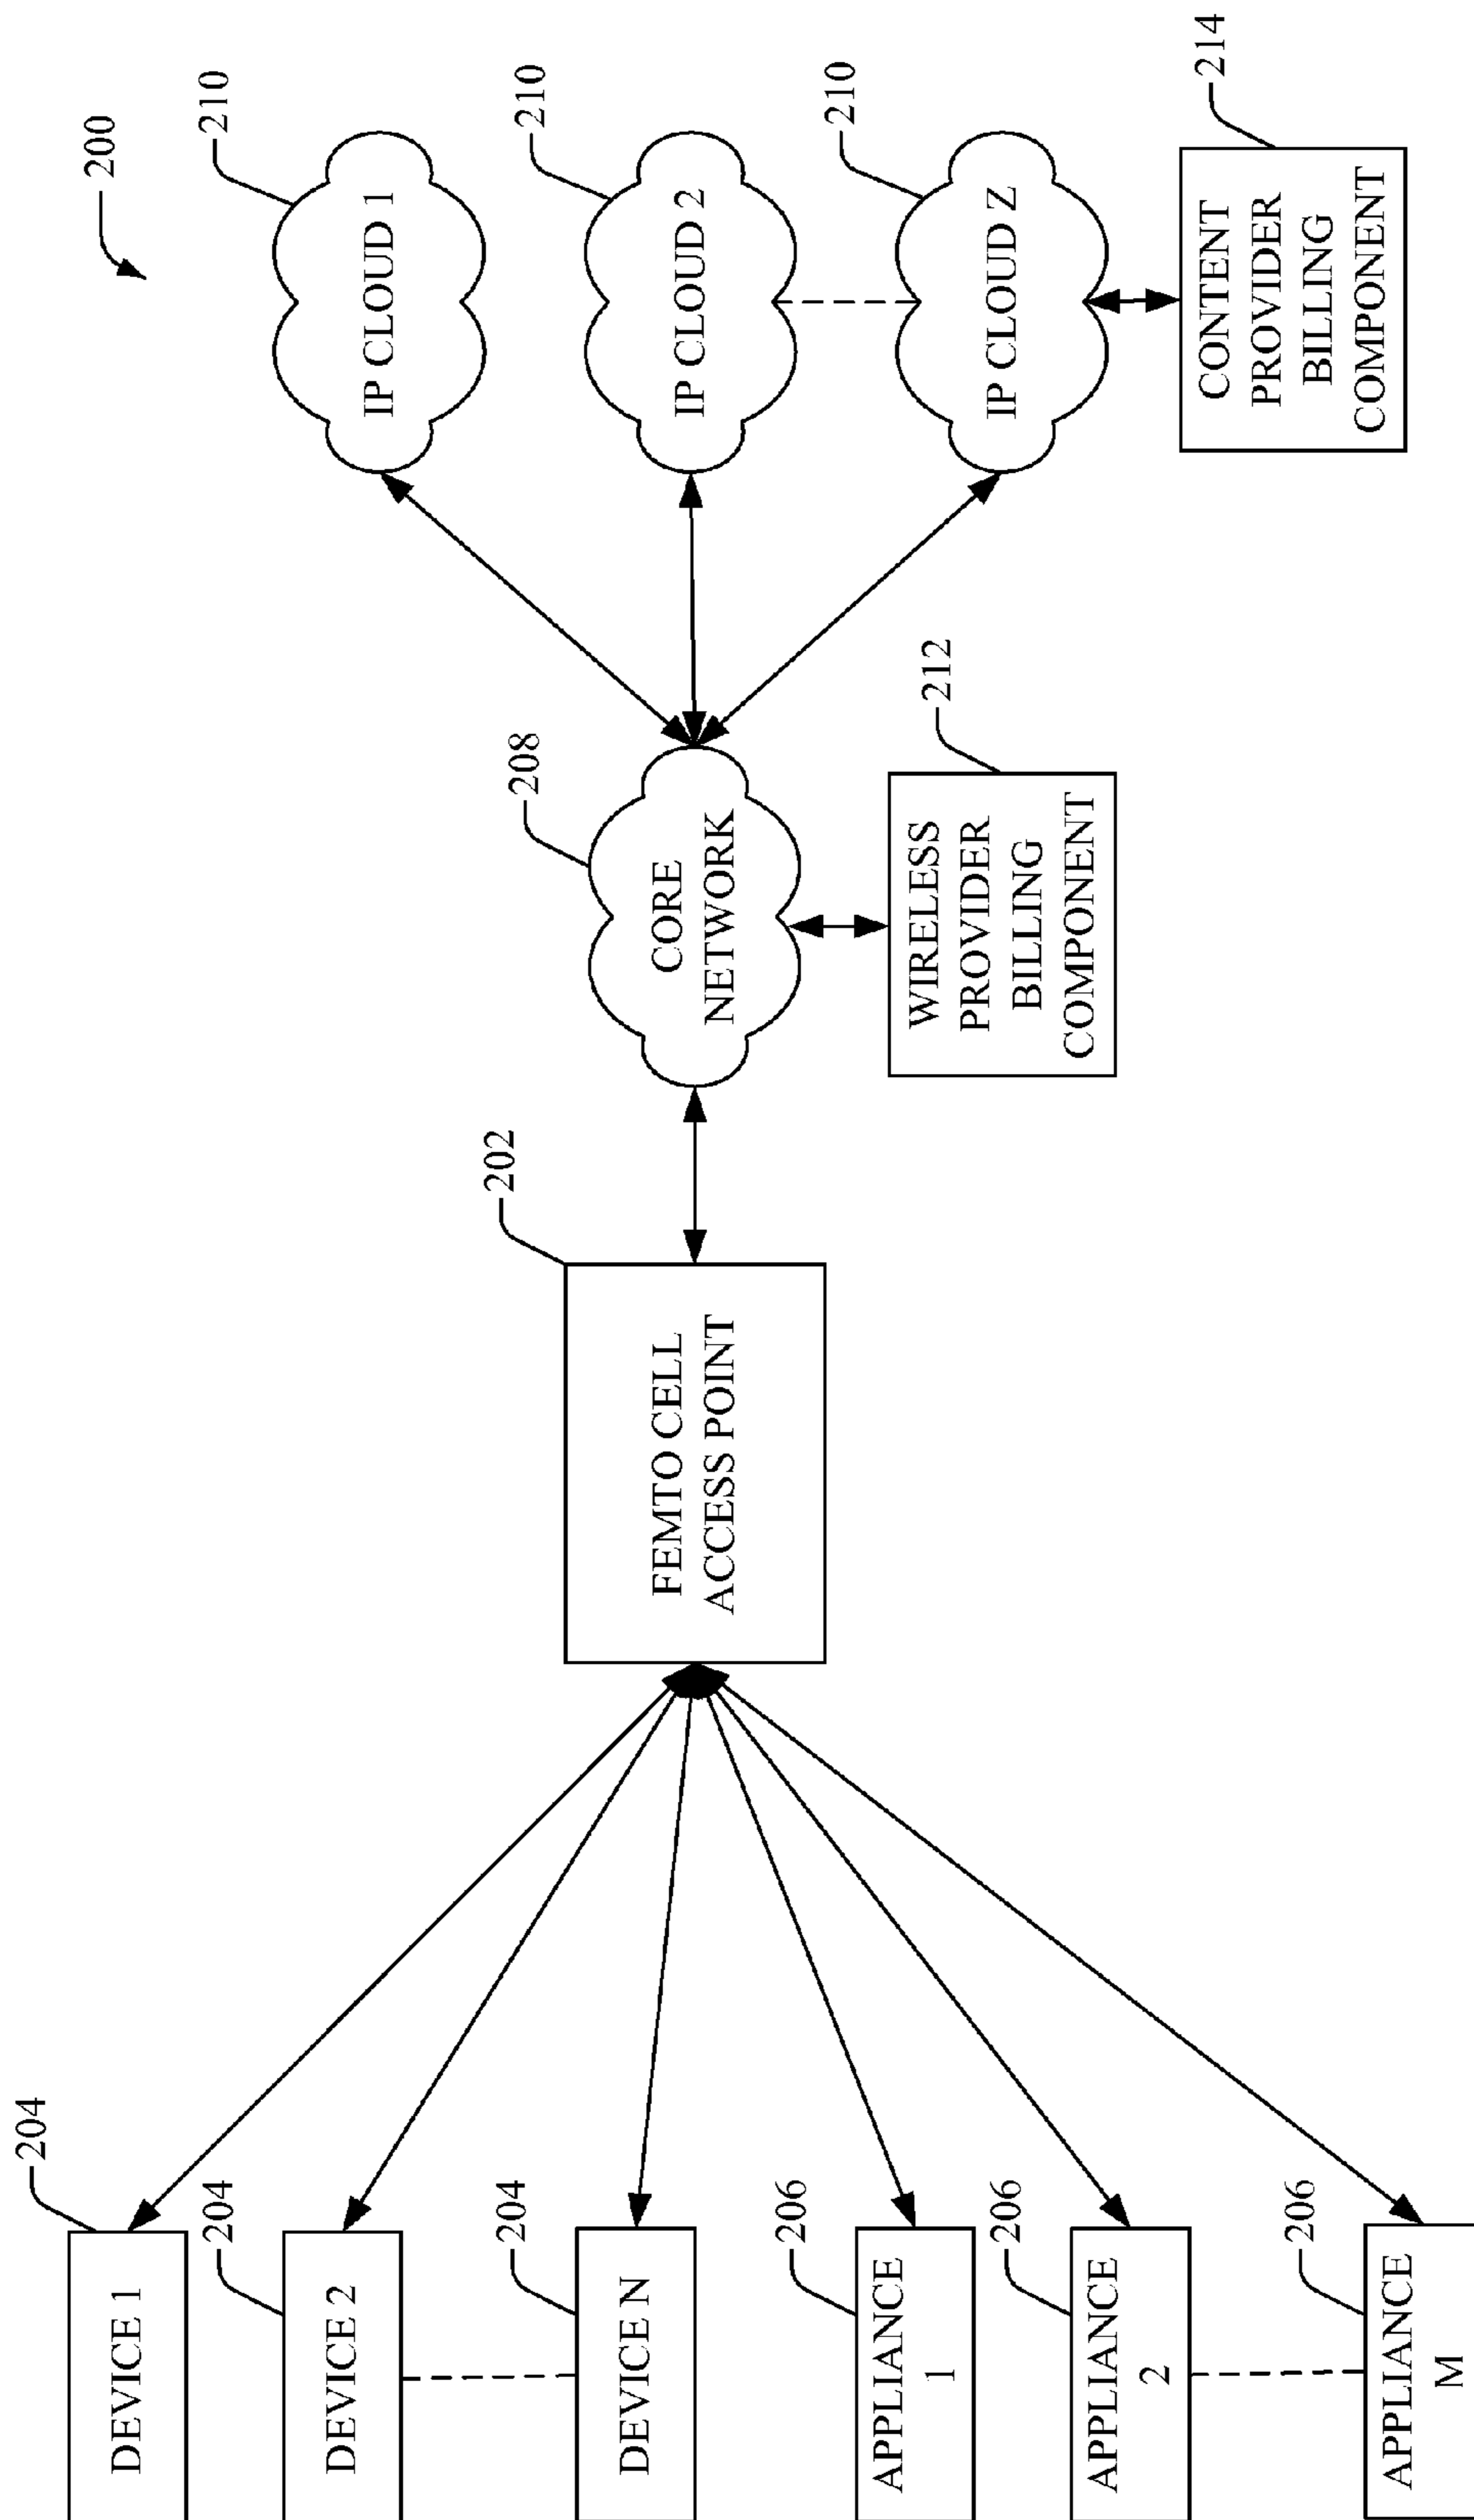 200
204
DEVICE 1
204
DEVICE 2
204
DEVICE N
206
APPLIANCE
1
206
APPLIANCE
2
206
APPLIANCE
M
202
FEMTO CELL
ACCESS POINT
208
CORE
NETWORK
212
WIRELESS
PROVIDER
BILLING
COMPONENT
210
IP CLOUD 1
210
IP CLOUD 2
210
IP CLOUD Z
214
CONTENT
PROVIDER
BILLING
COMPONENT